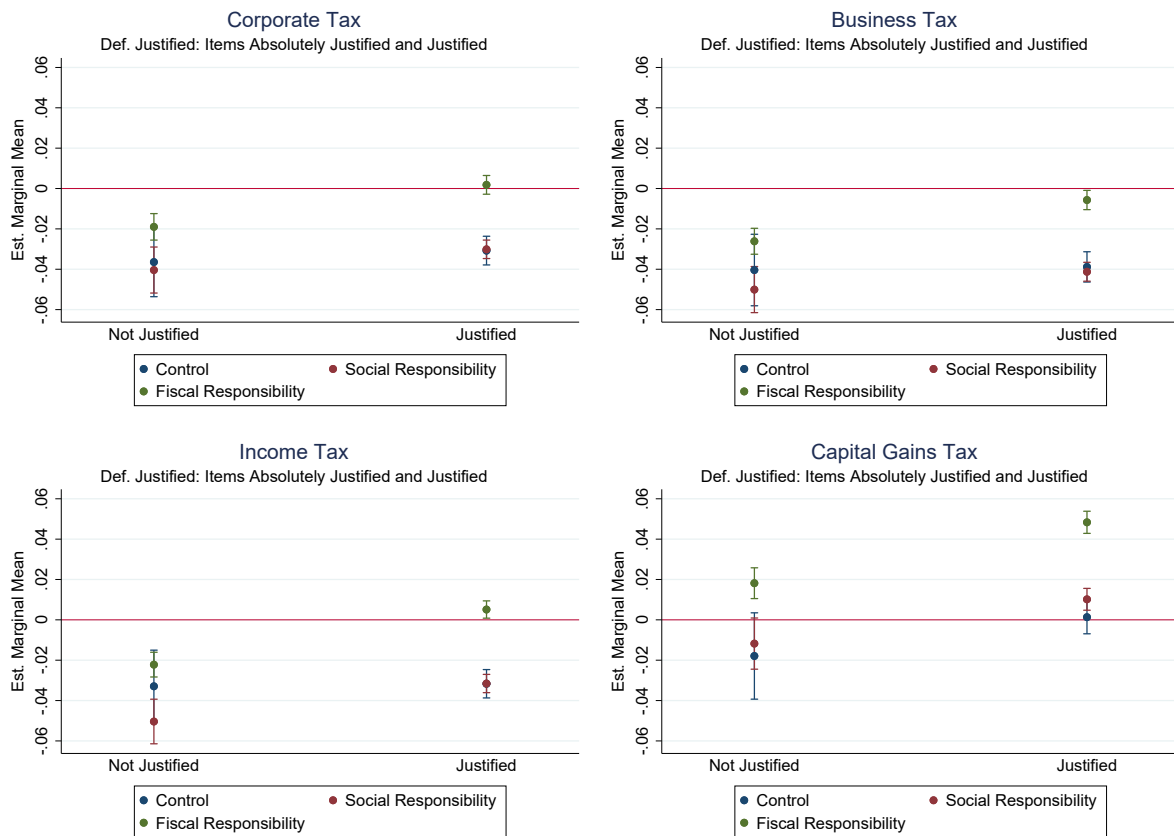 Corporate Tax
Def. Justified: Items Absolutely Justified and Justified
Est. Marginal Mean
.06
.04
.02
0
-.02
-.04
-.06
Not Justified
Justified
Control
Social Responsibility
Fiscal Responsibility
Business Tax
Def. Justified: Items Absolutely Justified and Justified
Est. Marginal Mean
.06
.04
.02
0
-.02
-.04
-.06
Not Justified
Justified
Control
Social Responsibility
Fiscal Responsibility
Income Tax
Def. Justified: Items Absolutely Justified and Justified
Est. Marginal Mean
.06
.04
.02
0
-.02
-.04
-.06
Not Justified
Justified
Control
Social Responsibility
Fiscal Responsibility
Capital Gains Tax
Def. Justified: Items Absolutely Justified and Justified
Est. Marginal Mean
.06
.04
.02
0
-.02
-.04
-.06
Not Justified
Justified
Control
Social Responsibility
Fiscal Responsibility